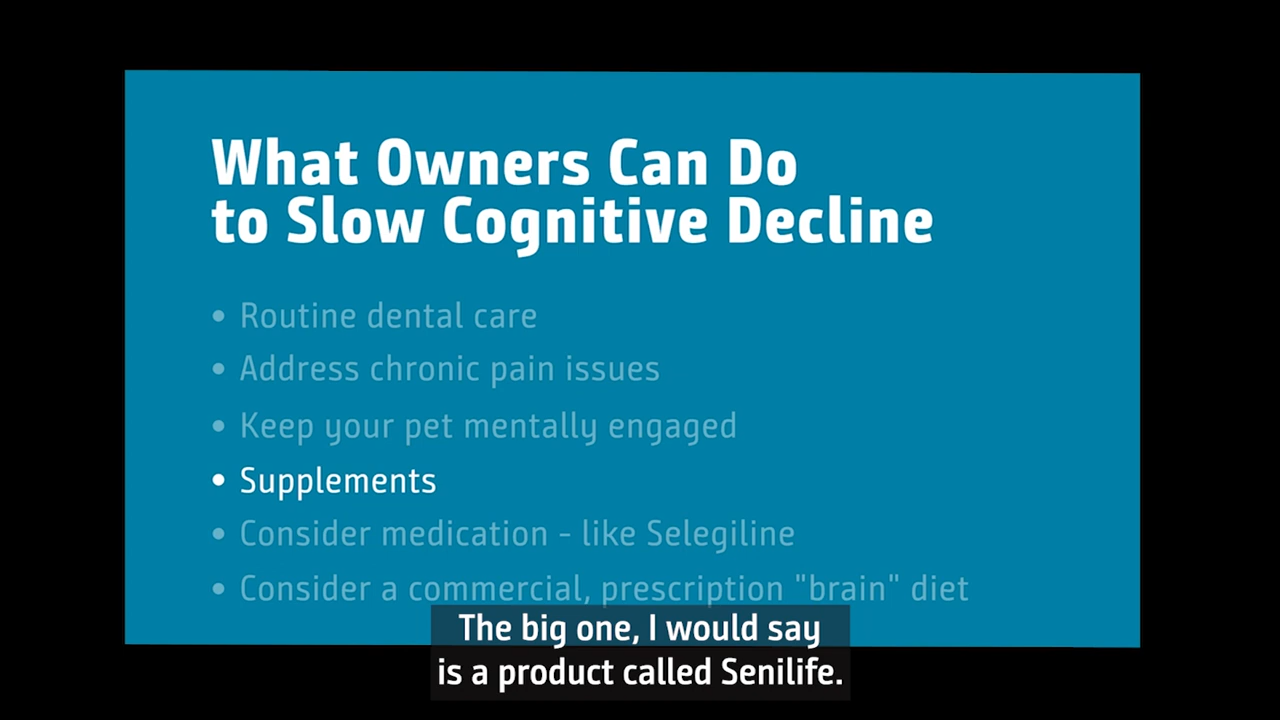 What Owners Can Do
to Slow Cognitive Decline
• Routine dental care
• Address chronic pain issues
• Keep your pet mentally engaged
• Supplements
• Consider medication - like Selegiline
• Consider a commercial, prescription "brain" diet
The big one, I would say
is a product called Senilife.